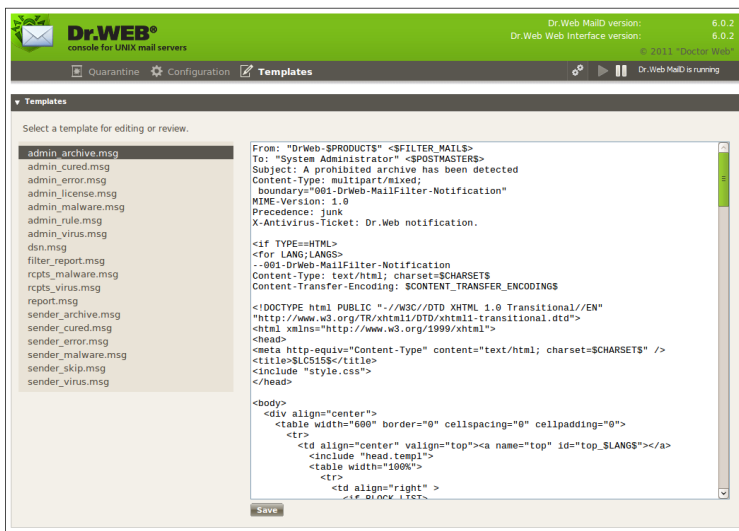 Dr.WEB®
console for UNIX mail servers
Dr.Web MailD version: 6.0.2
Dr.Web Web Interface version: 6.0.2
© 2011 "Doctor Web"
Quarantine Configuration Templates
Dr.Web MailD is running
Templates
Select a template for editing or review.
admin_archive.msg
admin_cured.msg
admin_error.msg
admin_license.msg
admin_malware.msg
admin_rule.msg
admin_virus.msg
dsn.msg
filter_report.msg
rcpts_malware.msg
rcpts_virus.msg
report.msg
sender_archive.msg
sender_cured.msg
sender_error.msg
sender_malware.msg
sender_skip.msg
sender_virus.msg
From: "DrWeb-$PRODUCT$" <$FILTER_MAIL$>
To: "System Administrator" <$POSTMASTER$>
Subject: A prohibited archive has been detected
Content-Type: multipart/mixed;
 boundary="001-DrWeb-MailFilter-Notification"
MIME-Version: 1.0
Precedence: junk
X-Antivirus-Ticket: Dr.Web notification.
<if TYPE==HTML>
<for LANG;LANGS>
--001-DrWeb-MailFilter-Notification
Content-Type: text/html; charset=$CHARSET$
Content-Transfer-Encoding: $CONTENT_TRANSFER_ENCODING$
<!DOCTYPE html PUBLIC "-//W3C//DTD XHTML 1.0 Transitional//EN"
"http://www.w3.org/TR/xhtml1/DTD/xhtml1-transitional.dtd">
<html xmlns="http://www.w3.org/1999/xhtml">
<head>
<meta http-equiv="Content-Type" content="text/html; charset=$CHARSET$" />
<title>$LC515$</title>
<include "style.css">
</head>
<body>
<div align="center">
<table width="600" border="0" cellspacing="0" cellpadding="0">
<tr>
<td align="center" valign="top"><a name="top" id="top_$LANG$"></a>
<include "head.templ">
<table width="100%">
<tr>
<td align="right" >
<if BLOCK_LIST>
Save